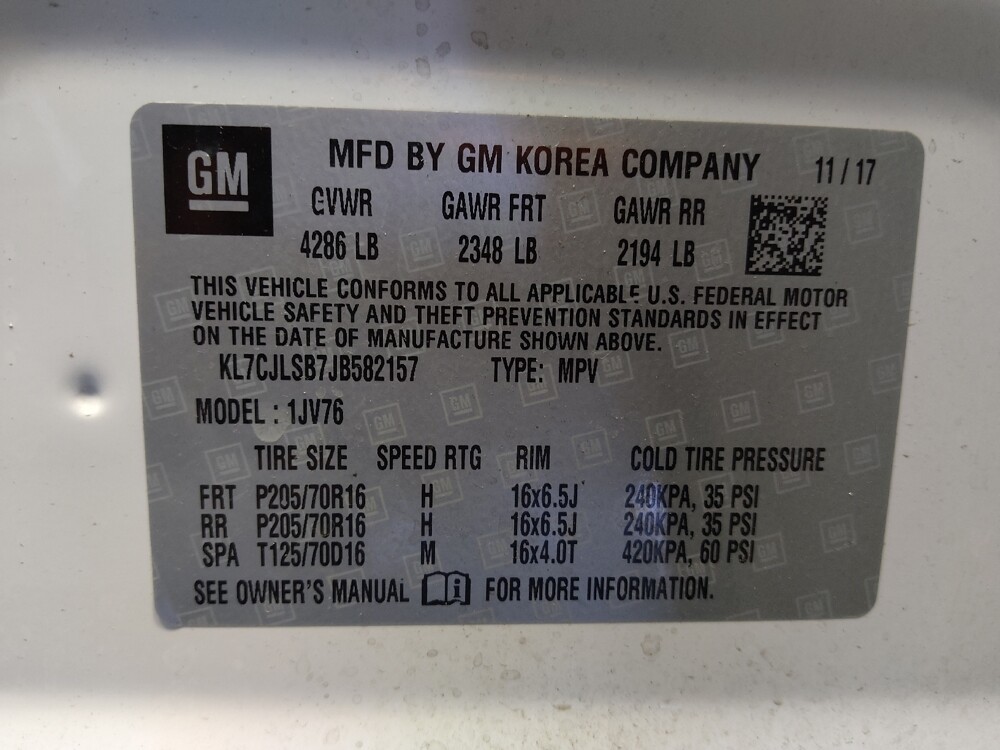 GM
MFD BY GM KOREA COMPANY 11/17
GVWR GAWR FRT GAWR RR
4286 LB 2348 LB 2194 LB
THIS VEHICLE CONFORMS TO ALL APPLICABLE U.S. FEDERAL MOTOR
VEHICLE SAFETY AND THEFT PREVENTION STANDARDS IN EFFECT
ON THE DATE OF MANUFACTURE SHOWN ABOVE.
KL7CJLSB7JB582157 TYPE: MPV
MODEL : 1JV76
TIRE SIZE SPEED RTG RIM COLD TIRE PRESSURE
FRT P205/70R16 H 16x6.5J 240KPA, 35 PSI
RR P205/70R16 H 16x6.5J 240KPA, 35 PSI
SPA T125/70D16 M 16x4.0T 420KPA, 60 PSI
SEE OWNER'S MANUAL i FOR MORE INFORMATION.